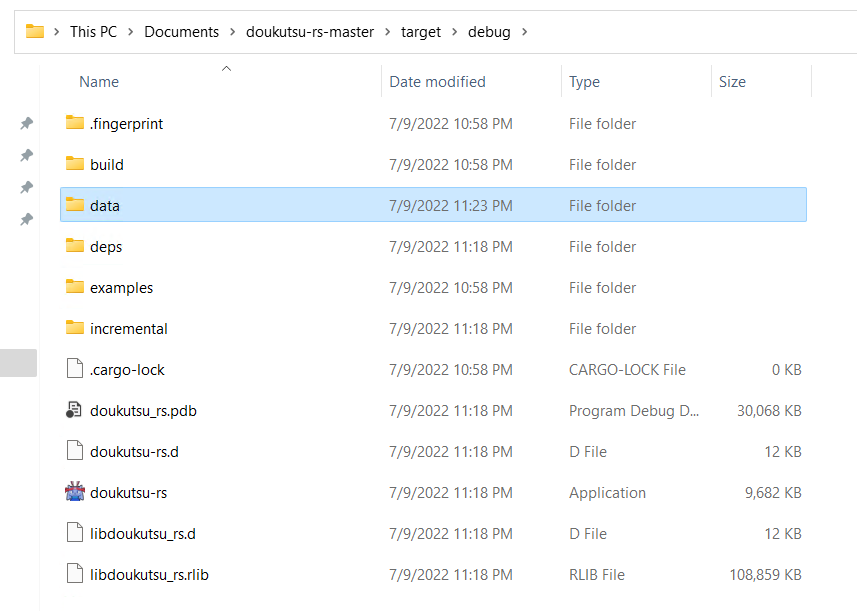 This PC > Documents > doukutsu-rs-master > target > debug >
Name Date modified Type Size
.fingerprint 7/9/2022 10:58 PM File folder
build 7/9/2022 10:58 PM File folder
data 7/9/2022 11:23 PM File folder
deps 7/9/2022 11:18 PM File folder
examples 7/9/2022 10:58 PM File folder
incremental 7/9/2022 11:18 PM File folder
.cargo-lock 7/9/2022 10:58 PM CARGO-LOCK File 0 KB
doukutsu_rs.pdb 7/9/2022 11:18 PM Program Debug D... 30,068 KB
doukutsu-rs.d 7/9/2022 11:18 PM D File 12 KB
doukutsu-rs 7/9/2022 11:18 PM Application 9,682 KB
libdoukutsu_rs.d 7/9/2022 11:18 PM D File 12 KB
libdoukutsu_rs.rlib 7/9/2022 11:18 PM RLIB File 108,859 KB